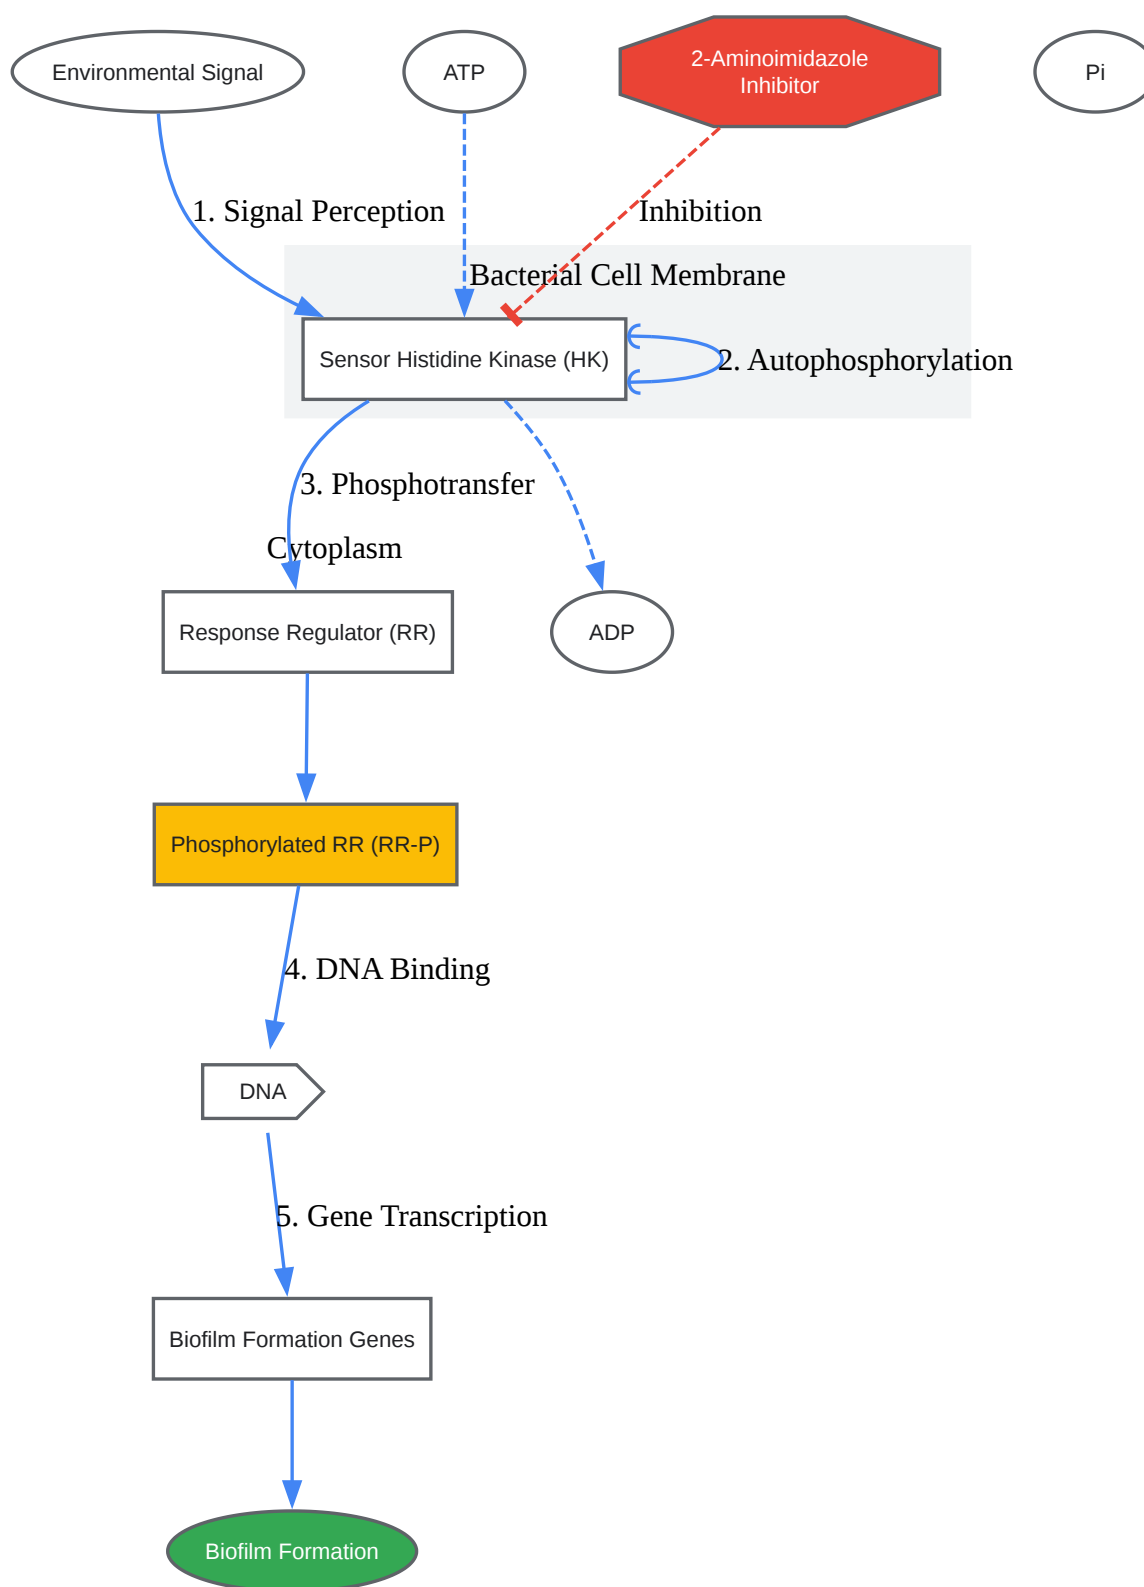 Environmental Signal
ATP
2-Aminoimidazole
Inhibitor
Pi
1. Signal Perception
Inhibition
Bacterial Cell Membrane
Sensor Histidine Kinase (HK)
2. Autophosphorylation
3. Phosphotransfer
Cytoplasm
Response Regulator (RR)
ADP
Phosphorylated RR (RR-P)
4. DNA Binding
DNA
5. Gene Transcription
Biofilm Formation Genes
Biofilm Formation